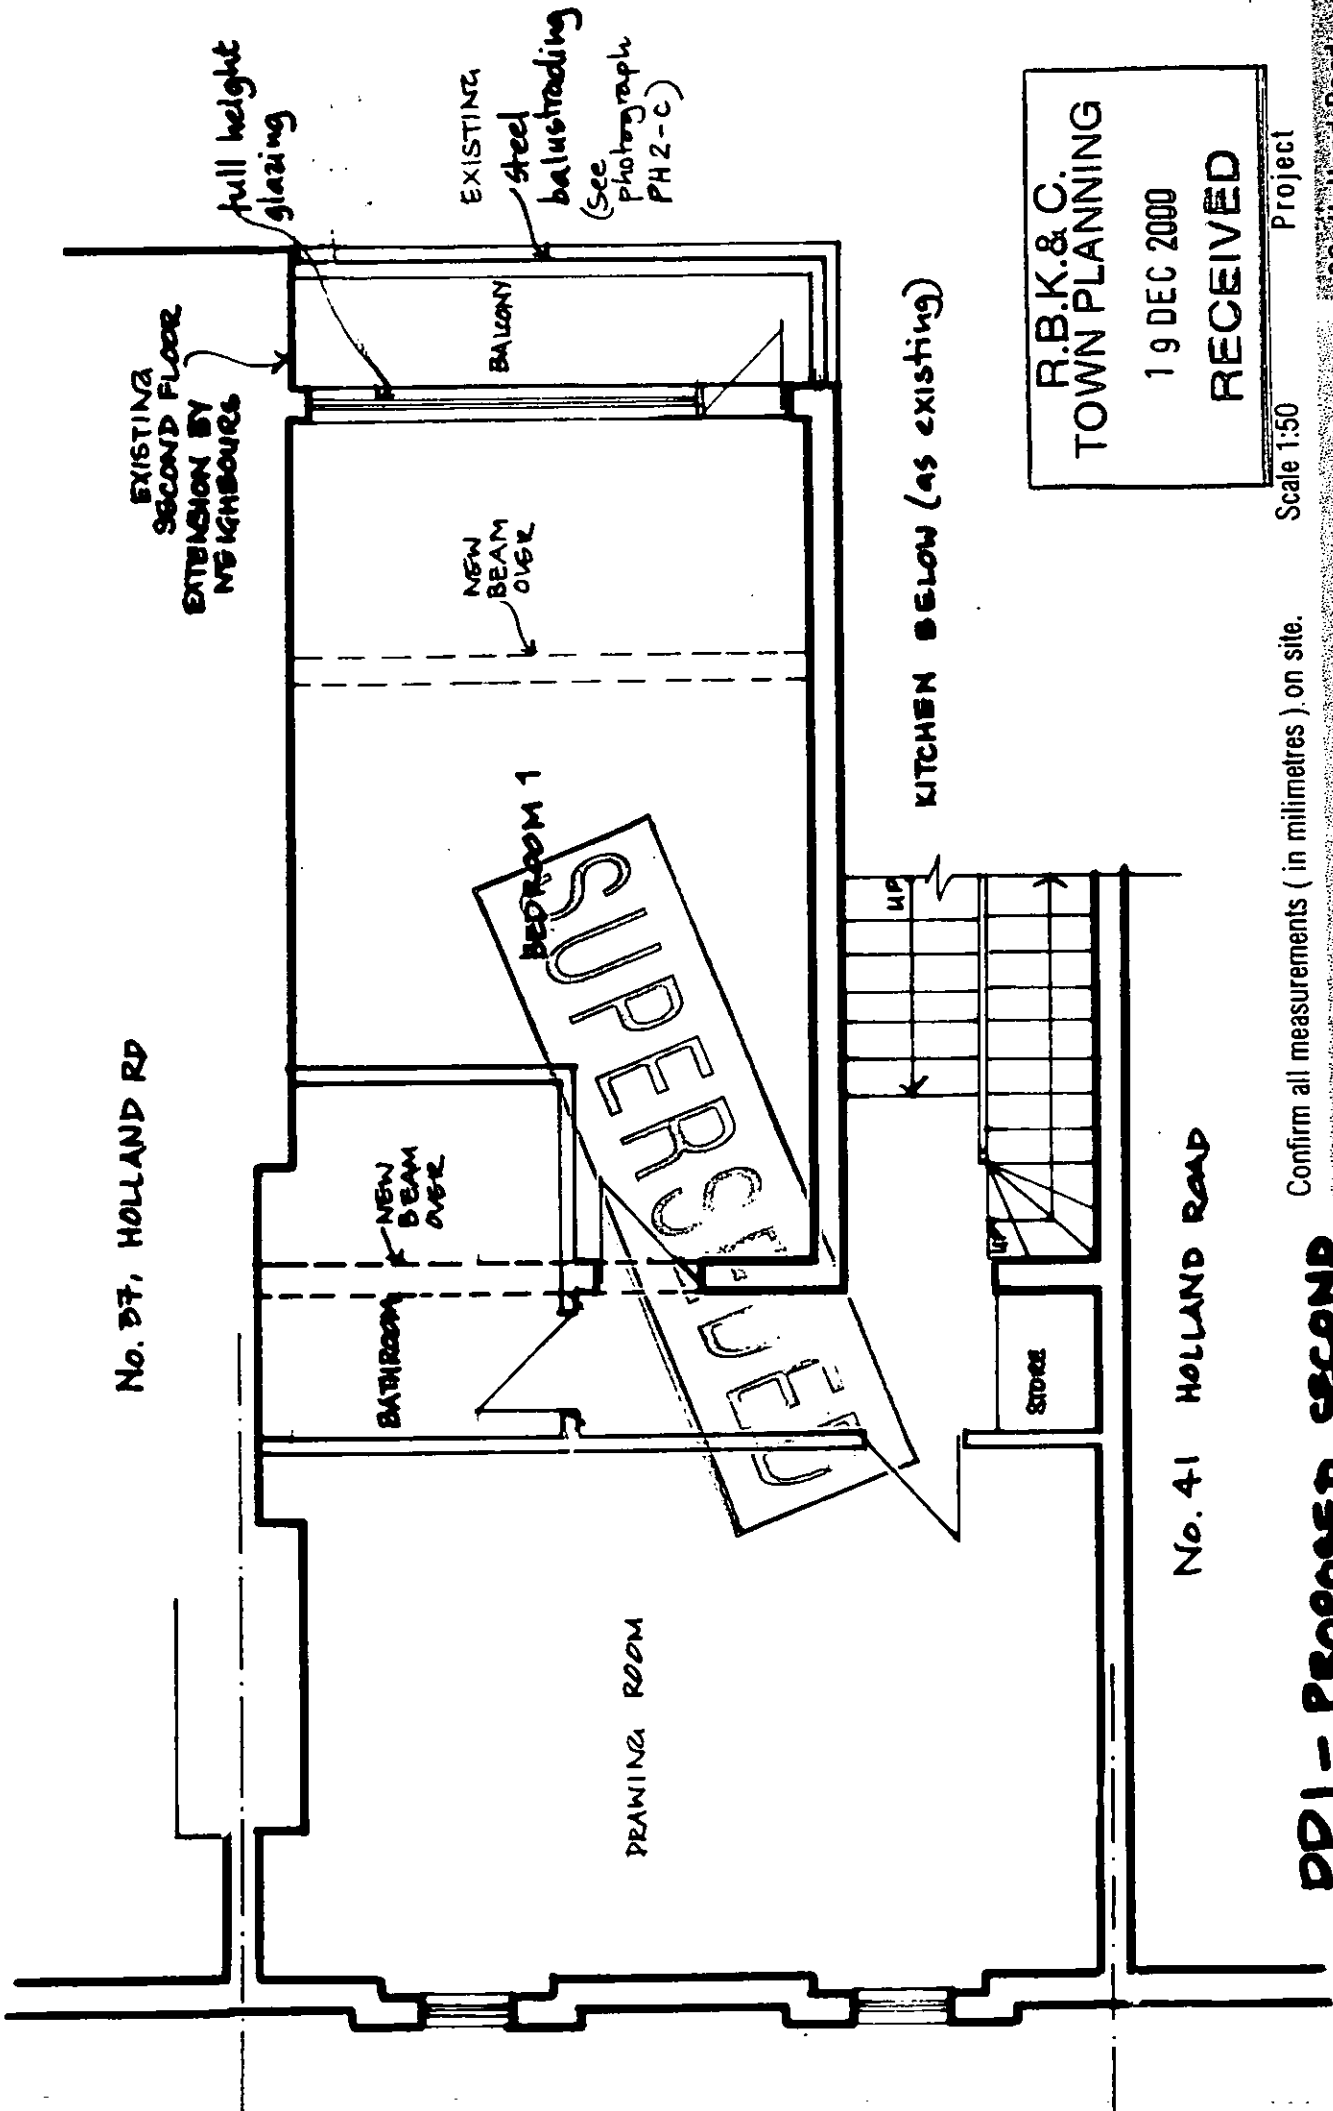 No. 37, HOLLAND RD
EXISTING
SECOND FLOOR
EXTENSION BY
NEIGHBOURS
full height
glazing
EXISTING
steel
balustrading
(see
photograph
PH2-C)
BALCONY
NEW
BEAM
OVER
BEDROOM 1
NEW
BEAM
OVER
BATHROOM
SUPERSEDED
DRAWING ROOM
KITCHEN BELOW (as existing)
UP
UP
STORE
No. 41 HOLLAND ROAD
R.B.K.& C.
TOWN PLANNING
19 DEC 2000
RECEIVED
Confirm all measurements ( in milimetres ) on site.
Scale 1:50
Project
DD1 - PROPOSED SECOND